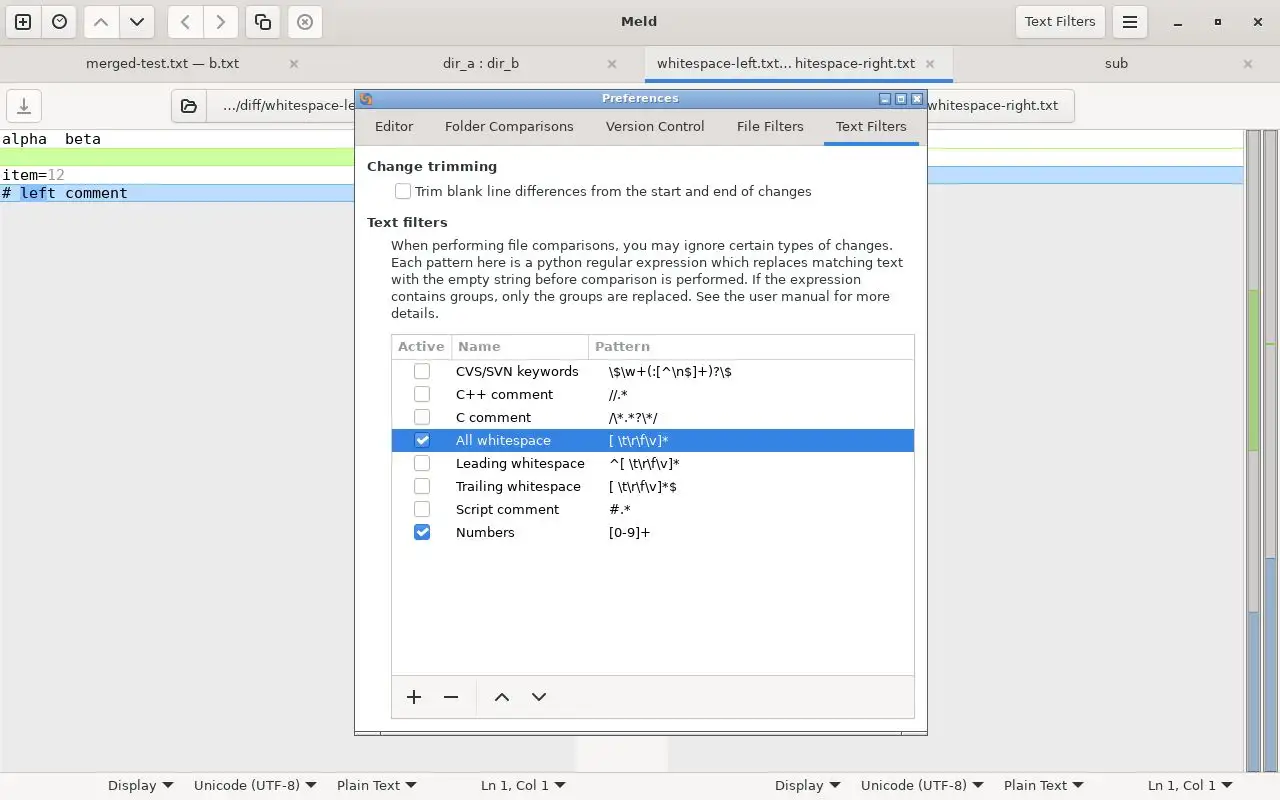 Meld
Text Filters
merged-test.txt — b.txt
dir_a : dir_b
whitespace-left.txt... hitespace-right.txt
sub
.../diff/whitespace-le
whitespace-right.txt
alpha  beta
item=12
# left comment
Preferences
Editor
Folder Comparisons
Version Control
File Filters
Text Filters
Change trimming
Trim blank line differences from the start and end of changes
Text filters
When performing file comparisons, you may ignore certain types of changes.
Each pattern here is a python regular expression which replaces matching text
with the empty string before comparison is performed. If the expression
contains groups, only the groups are replaced. See the user manual for more
details.
Active Name Pattern
CVS/SVN keywords \$\w+(:[^\n$]+)?\$
C++ comment //.*
C comment /\*.*?\*/
All whitespace [ \t\r\f\v]*
Leading whitespace ^[ \t\r\f\v]*
Trailing whitespace [ \t\r\f\v]*$
Script comment #.*
Numbers [0-9]+
Display Unicode (UTF-8) Plain Text Ln 1, Col 1 Display Unicode (UTF-8) Plain Text Ln 1, Col 1